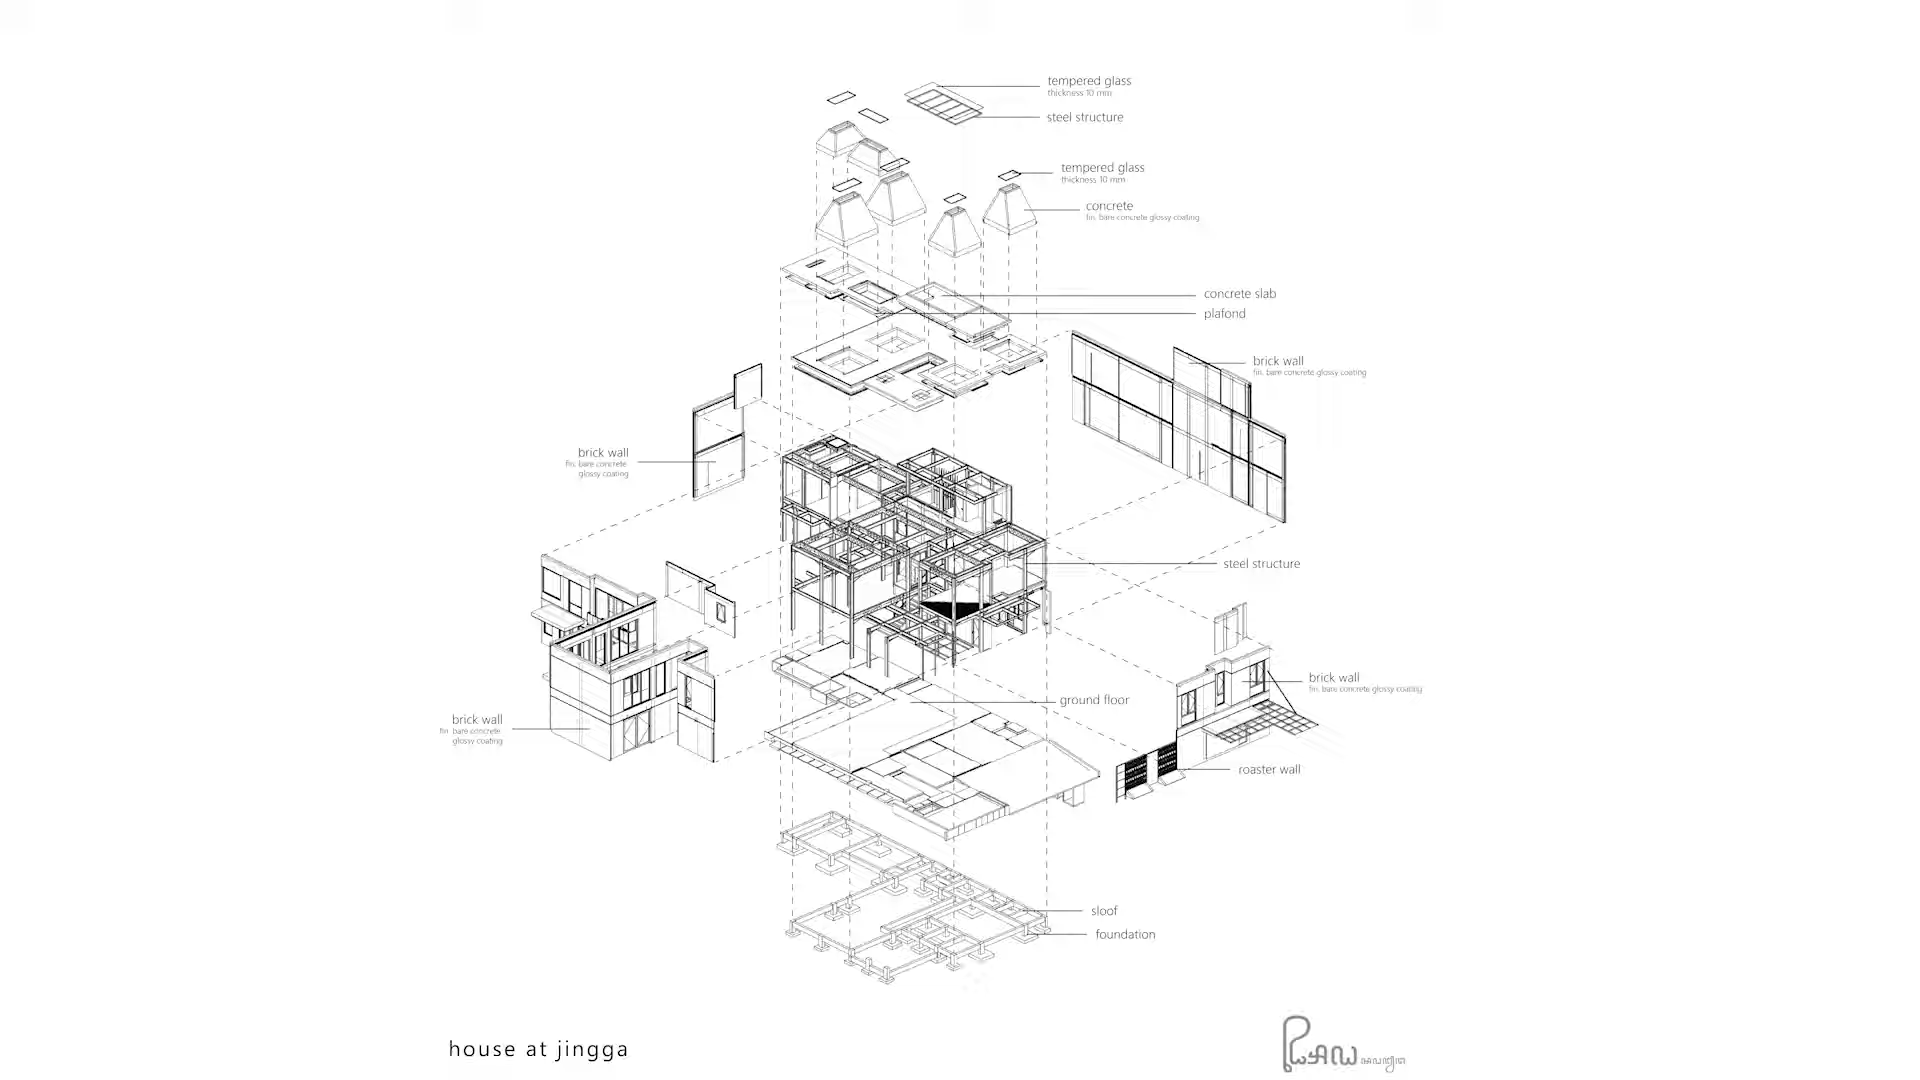 tempered glass
thickness 10 mm
steel structure
tempered glass
thickness 10 mm
concrete
fin. bare concrete glossy coating
concrete slab
plafond
brick wall
fin. bare concrete glossy coating
brick wall
fin. bare concrete
glossy coating
steel structure
brick wall
fin. bare concrete glossy coating
ground floor
brick wall
fin. bare concrete
glossy coating
roaster wall
sloof
foundation
house at jingga